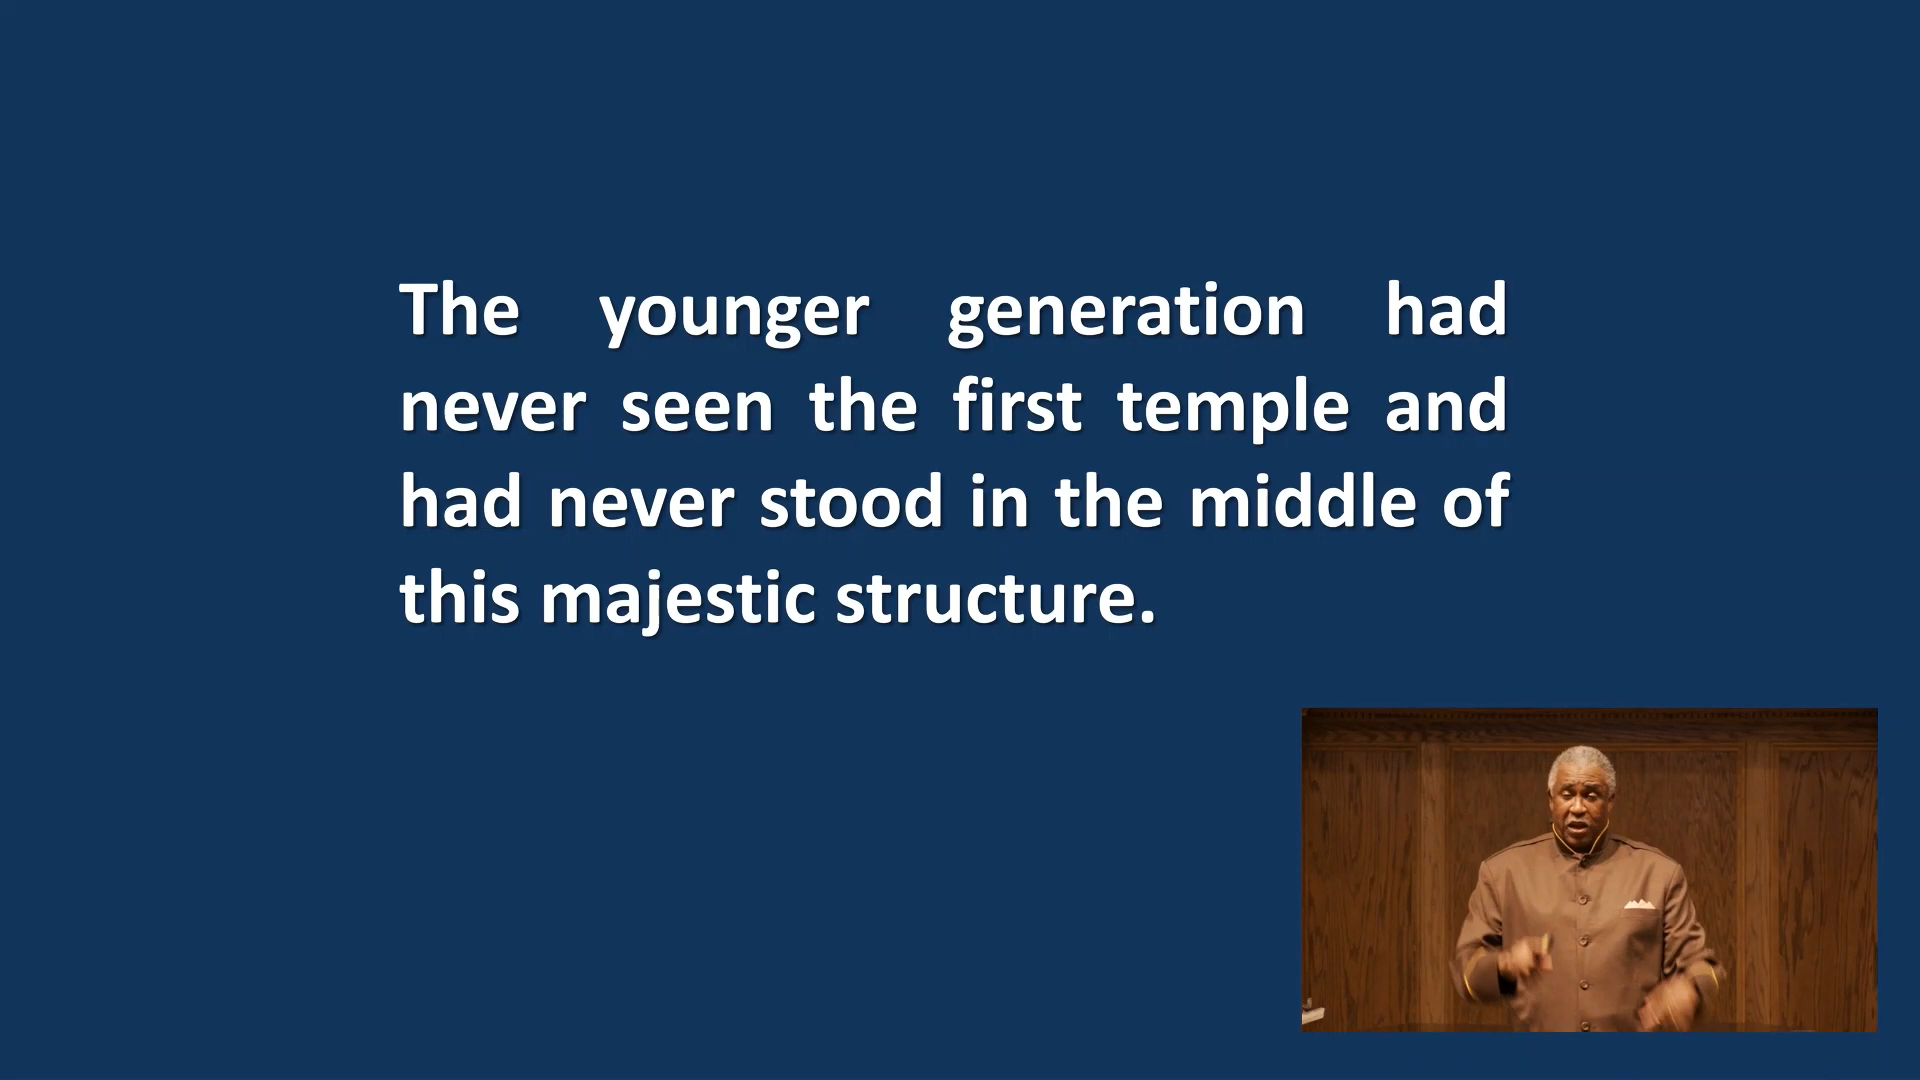 The younger generation had
never seen the first temple and
had never stood in the middle of
this majestic structure.